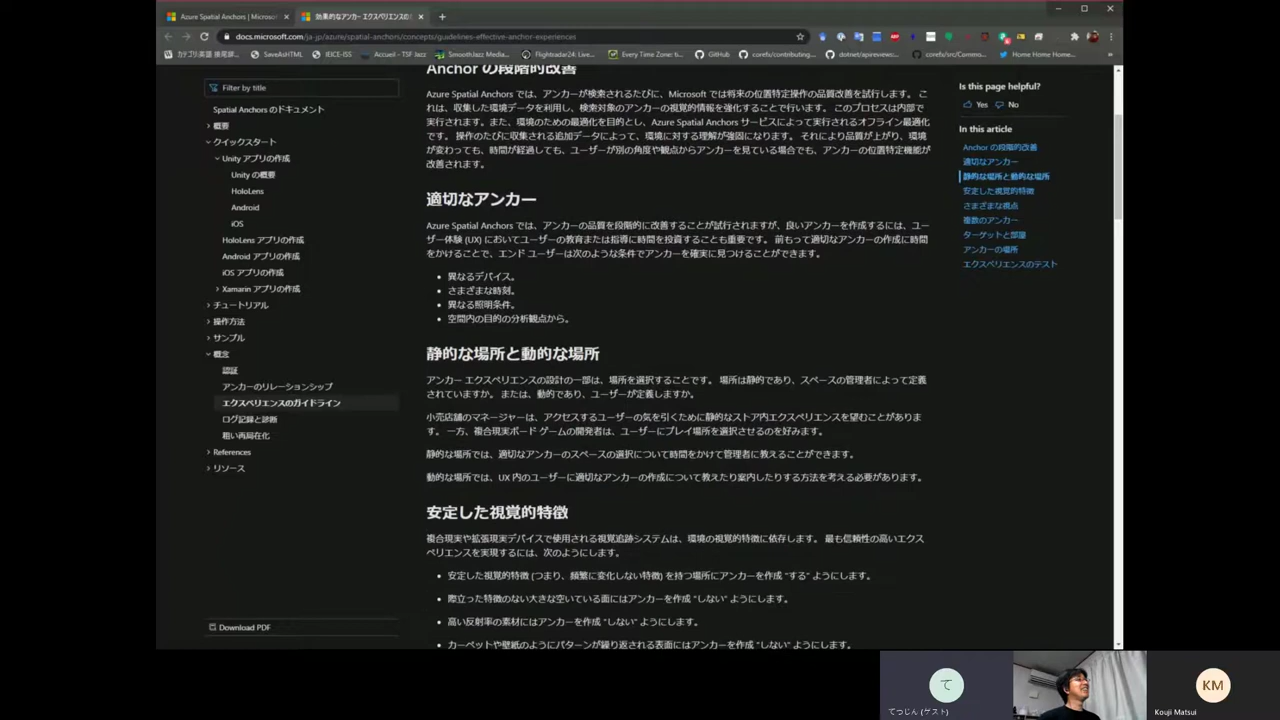 Azure Spatial Anchors | Microsof
効果的なアンカー エクスペリエンスの
docs.microsoft.com/ja-jp/azure/spatial-anchors/concepts/guidelines-effective-anchor-experiences
SaveAsHTML
IEICE-ISS
Accueil - TSF Jazz
SmoothJazz Media...
Flightradar24: Live...
Every Time Zone: ti...
GitHub
corefx/contributing...
dotnet/apireviewc...
corefx/src/Commo...
Home Home Home...
Filter by title
Spatial Anchors のドキュメント
概要
クイックスタート
Unity アプリの作成
Unity の概要
HoloLens
Android
iOS
HoloLens アプリの作成
Android アプリの作成
iOS アプリの作成
Xamarin アプリの作成
チュートリアル
操作方法
サンプル
概念
認証
アンカーのリレーションシップ
エクスペリエンスのガイドライン
ログ記録と診断
粗い再局在化
References
リソース
Download PDF
Anchor の段階的改善
Azure Spatial Anchors では、アンカーが検索されるたびに、Microsoft では将来の位置特定操作の品質改善を試行します。 こ
れは、収集した環境データを利用し、検索対象のアンカーの視覚的情報を強化することで行います。 このプロセスは内部で
実行されます。また、環境のための最適化を目的とし、Azure Spatial Anchors サービスによって実行されるオフライン最適化
です。 操作のたびに収集される追加データによって、環境に対する理解が強固になります。 それにより品質が上がり、環境
が変わっても、時間が経過しても、ユーザーが別の角度や観点からアンカーを見ている場合でも、アンカーの位置特定機能が
改善されます。
適切なアンカー
Azure Spatial Anchors では、アンカーの品質を段階的に改善することが試行されますが、良いアンカーを作成するには、ユー
ザー体験 (UX) においてユーザーの教育または指導に時間を投資することも重要です。 前もって適切なアンカーの作成に時間
をかけることで、エンド ユーザーは次のような条件でアンカーを確実に見つけることができます。
• 異なるデバイス。
• さまざまな時刻。
• 異なる照明条件。
• 空間内の目的の分析観点から。
静的な場所と動的な場所
アンカー エクスペリエンスの設計の一部は、場所を選択することです。 場所は静的であり、スペースの管理者によって定義
されていますか。 または、動的であり、ユーザーが定義しますか。
小売店舗のマネージャーは、アクセスするユーザーの気を引くために静的なストア内エクスペリエンスを望むことがありま
す。 一方、複合現実ボード ゲームの開発者は、ユーザーにプレイ場所を選択させるのを好みます。
静的な場所では、適切なアンカーのスペースの選択について時間をかけて管理者に教えることができます。
動的な場所では、UX 内のユーザーに適切なアンカーの作成について教えたり案内したりする方法を考える必要があります。
安定した視覚的特徴
複合現実や拡張現実デバイスで使用される視覚追跡システムは、環境の視覚的特徴に依存します。 最も信頼性の高いエクス
ペリエンスを実現するには、次のようにします。
• 安定した視覚的特徴 (つまり、頻繁に変化しない特徴) を持つ場所にアンカーを作成 "する" ようにします。
• 際立った特徴のない大きな空いている面にはアンカーを作成 "しない" ようにします。
• 高い反射率の素材にはアンカーを作成 "しない" ようにします。
• カーペットや壁紙のようにパターンが繰り返される表面にはアンカーを作成 "しない" ようにします。
Is this page helpful?
Yes No
In this article
Anchor の段階的改善
適切なアンカー
静的な場所と動的な場所
安定した視覚的特徴
さまざまな視点
複数のアンカー
ターゲットと部屋
アンカーの場所
エクスペリエンスのテスト
て
てつじん (ゲスト)
KM
Kouji Matsui